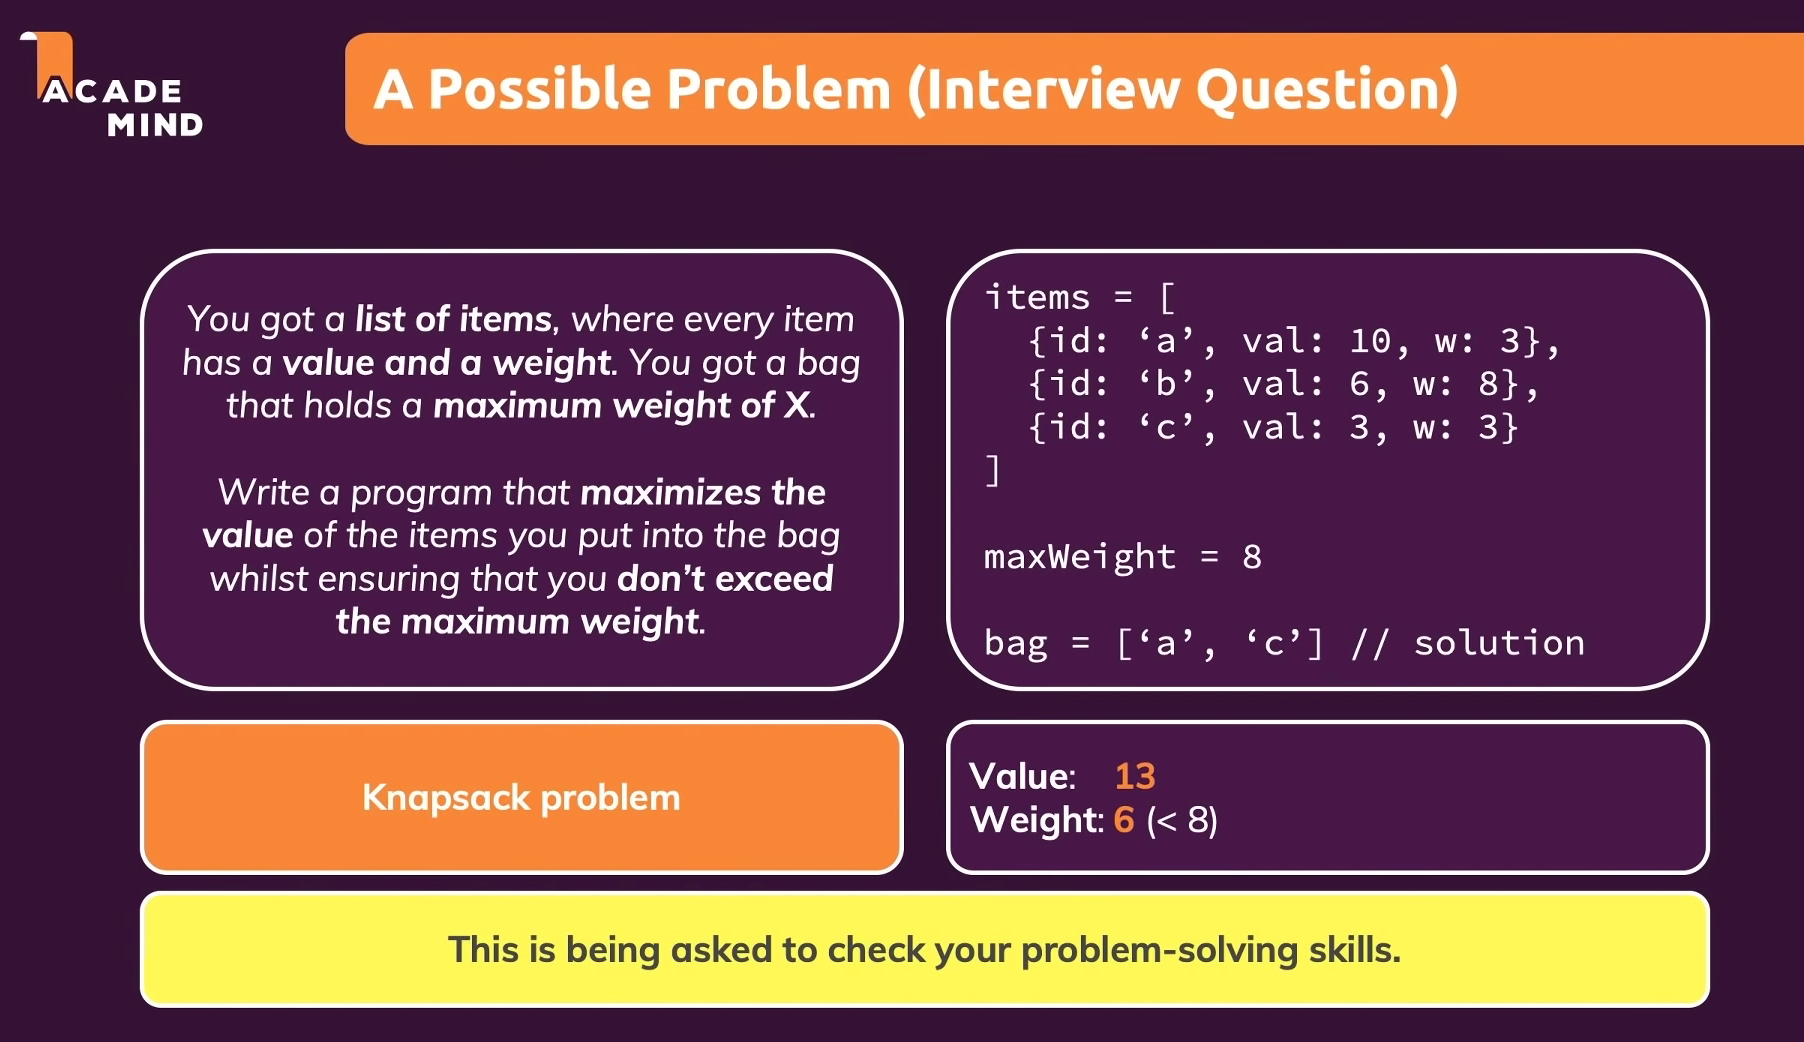 ACADE
MIND
A Possible Problem (Interview Question)
You got a list of items, where every item
has a value and a weight. You got a bag
that holds a maximum weight of X.
Write a program that maximizes the
value of the items you put into the bag
whilst ensuring that you don’t exceed
the maximum weight.
items = [
{id: ‘a’, val: 10, w: 3},
{id: ‘b’, val: 6, w: 8},
{id: ‘c’, val: 3, w: 3}
]
maxWeight = 8
bag = [‘a’, ‘c’] // solution
Knapsack problem
Value: 13
Weight: 6 (< 8)
This is being asked to check your problem-solving skills.